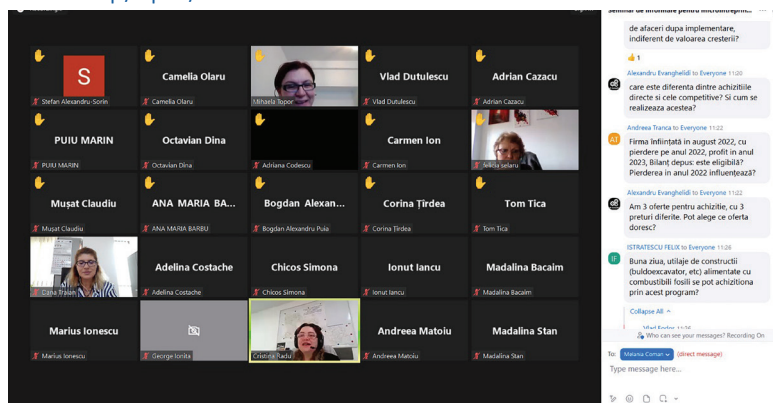 S
Stefan Alexandru-Sorin
Camelia Olaru
Camelia Olaru
Mihaela Topor
Vlad Dutulescu
Vlad Dutulescu
Adrian Cazacu
Adrian Cazacu
PUIU MARIN
PUIU MARIN
Octavian Dina
Octavian Dina
Adriana Codescu
Carmen Ion
Carmen Ion
felicia selaru
Mușat Claudiu
Mușat Claudiu
ANA MARIA BA...
ANA MARIA BARBU
Bogdan Alexan...
Bogdan Alexandru Puia
Corina Țîrdea
Corina Țîrdea
Tom Tica
Tom Tica
Oana Traian
Adelina Costache
Adelina Costache
Chicos Simona
Chicos Simona
Ionut Iancu
Ionut Iancu
Madalina Bacaim
Madalina Bacaim
Marius Ionescu
Marius Ionescu
George Ionita
Cristina Radu
Andreea Matoiu
Andreea Matoiu
Madalina Stan
Madalina Stan
de afaceri dupa implementare,
indiferent de valoarea cresterii?
1
Alexandru Evanghelidi to Everyone 11:20
care este diferenta dintre achizitiile
directe si cele competitive? Si cum se
realizeaza acestea?
Andreea Tranca to Everyone 11:22
AT
Firma înființată in august 2022, cu
pierdere pe anul 2022, profit in anul
2023, Bilanț depus: este eligibilă?
Pierderea in anul 2022 influențează?
Alexandru Evanghelidi to Everyone 11:22
Am 3 oferte pentru achizitie, cu 3
preturi diferite. Pot alege ce oferta
doresc?
ISTRATESCU FELIX to Everyone 11:26
IF
Buna ziua, utilaje de constructii
(buldoexcavator, etc) alimentate cu
combustibili fosili se pot achizitiona
prin acest program?
Collapse All
Who can see your messages? Recording On
To: Melania Coman (direct message)
Type message here...